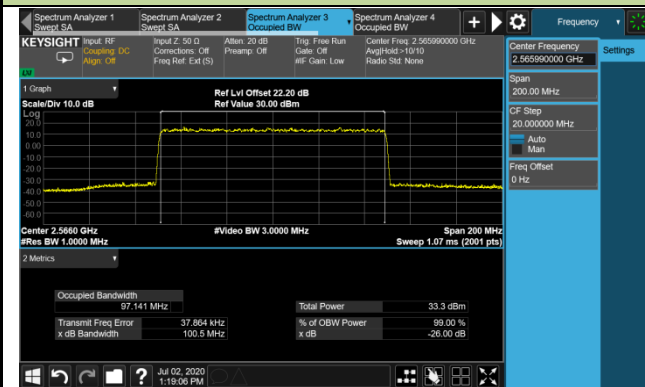 Spectrum Analyzer 1
Swept SA
Spectrum Analyzer 2
Swept SA
Spectrum Analyzer 3
Occupied BW
Spectrum Analyzer 4
Occupied BW
Frequency
KEYSIGHT
Input: RF
Coupling: DC
Align: Off
Input Z: 50 Ω
Corrections: Off
Freq Ref: Ext (S)
Atten: 20 dB
Preamp: Off
Trig: Free Run
Gate: Off
#IF Gain: Low
Center Freq: 2.565990000 GHz
Avg|Hold:>10/10
Radio Std: None
Center Frequency
2.565990000 GHz
Settings
Span
200.00 MHz
CF Step
20.000000 MHz
Auto
Man
Freq Offset
0 Hz
1 Graph
Scale/Div 10.0 dB
Ref Lvl Offset 22.20 dB
Ref Value 30.00 dBm
Log
20.0
10.0
0.00
-10.0
-20.0
-30.0
-40.0
-50.0
-60.0
Center 2.5660 GHz
#Video BW 3.0000 MHz
Span 200 MHz
#Res BW 1.0000 MHz
Sweep 1.07 ms (2001 pts)
2 Metrics
Occupied Bandwidth
97.141 MHz
Total Power
33.3 dBm
Transmit Freq Error
37.864 kHz
% of OBW Power
99.00 %
x dB Bandwidth
100.5 MHz
x dB
-26.00 dB
Jul 02, 2020
1:19:06 PM